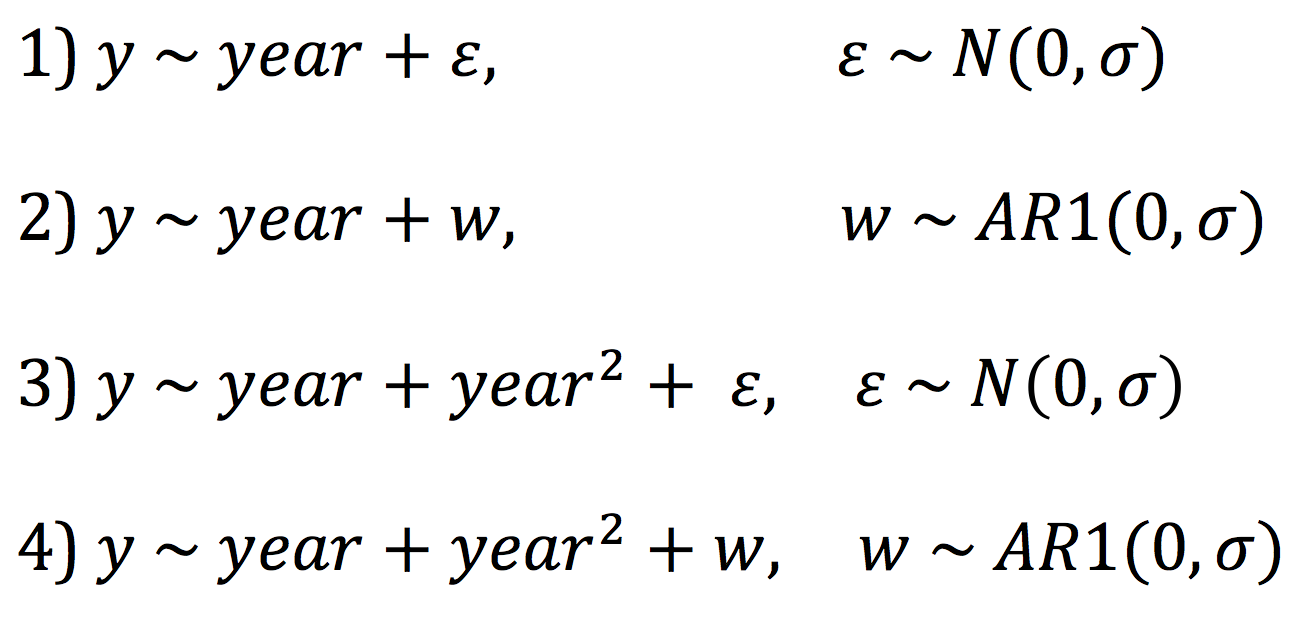 1) y ~ year + ε, ε ~ N(0, σ)
2) y ~ year + w, w ~ AR1(0, σ)
3) y ~ year + year² + ε, ε ~ N(0, σ)
4) y ~ year + year² + w, w ~ AR1(0, σ)